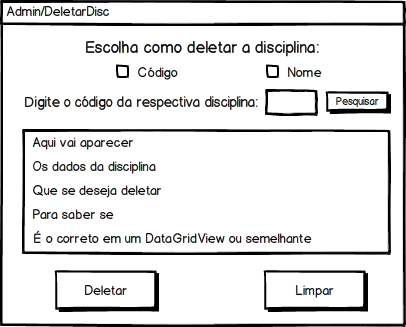 Admin/DeletarDisc
Escolha como deletar a disciplina:
Código Nome
Digite o código da respectiva disciplina: Pesquisar
Aqui vai aparecer
Os dados da disciplina
Que se deseja deletar
Para saber se
É o correto em um DataGridView ou semelhante
Deletar Limpar